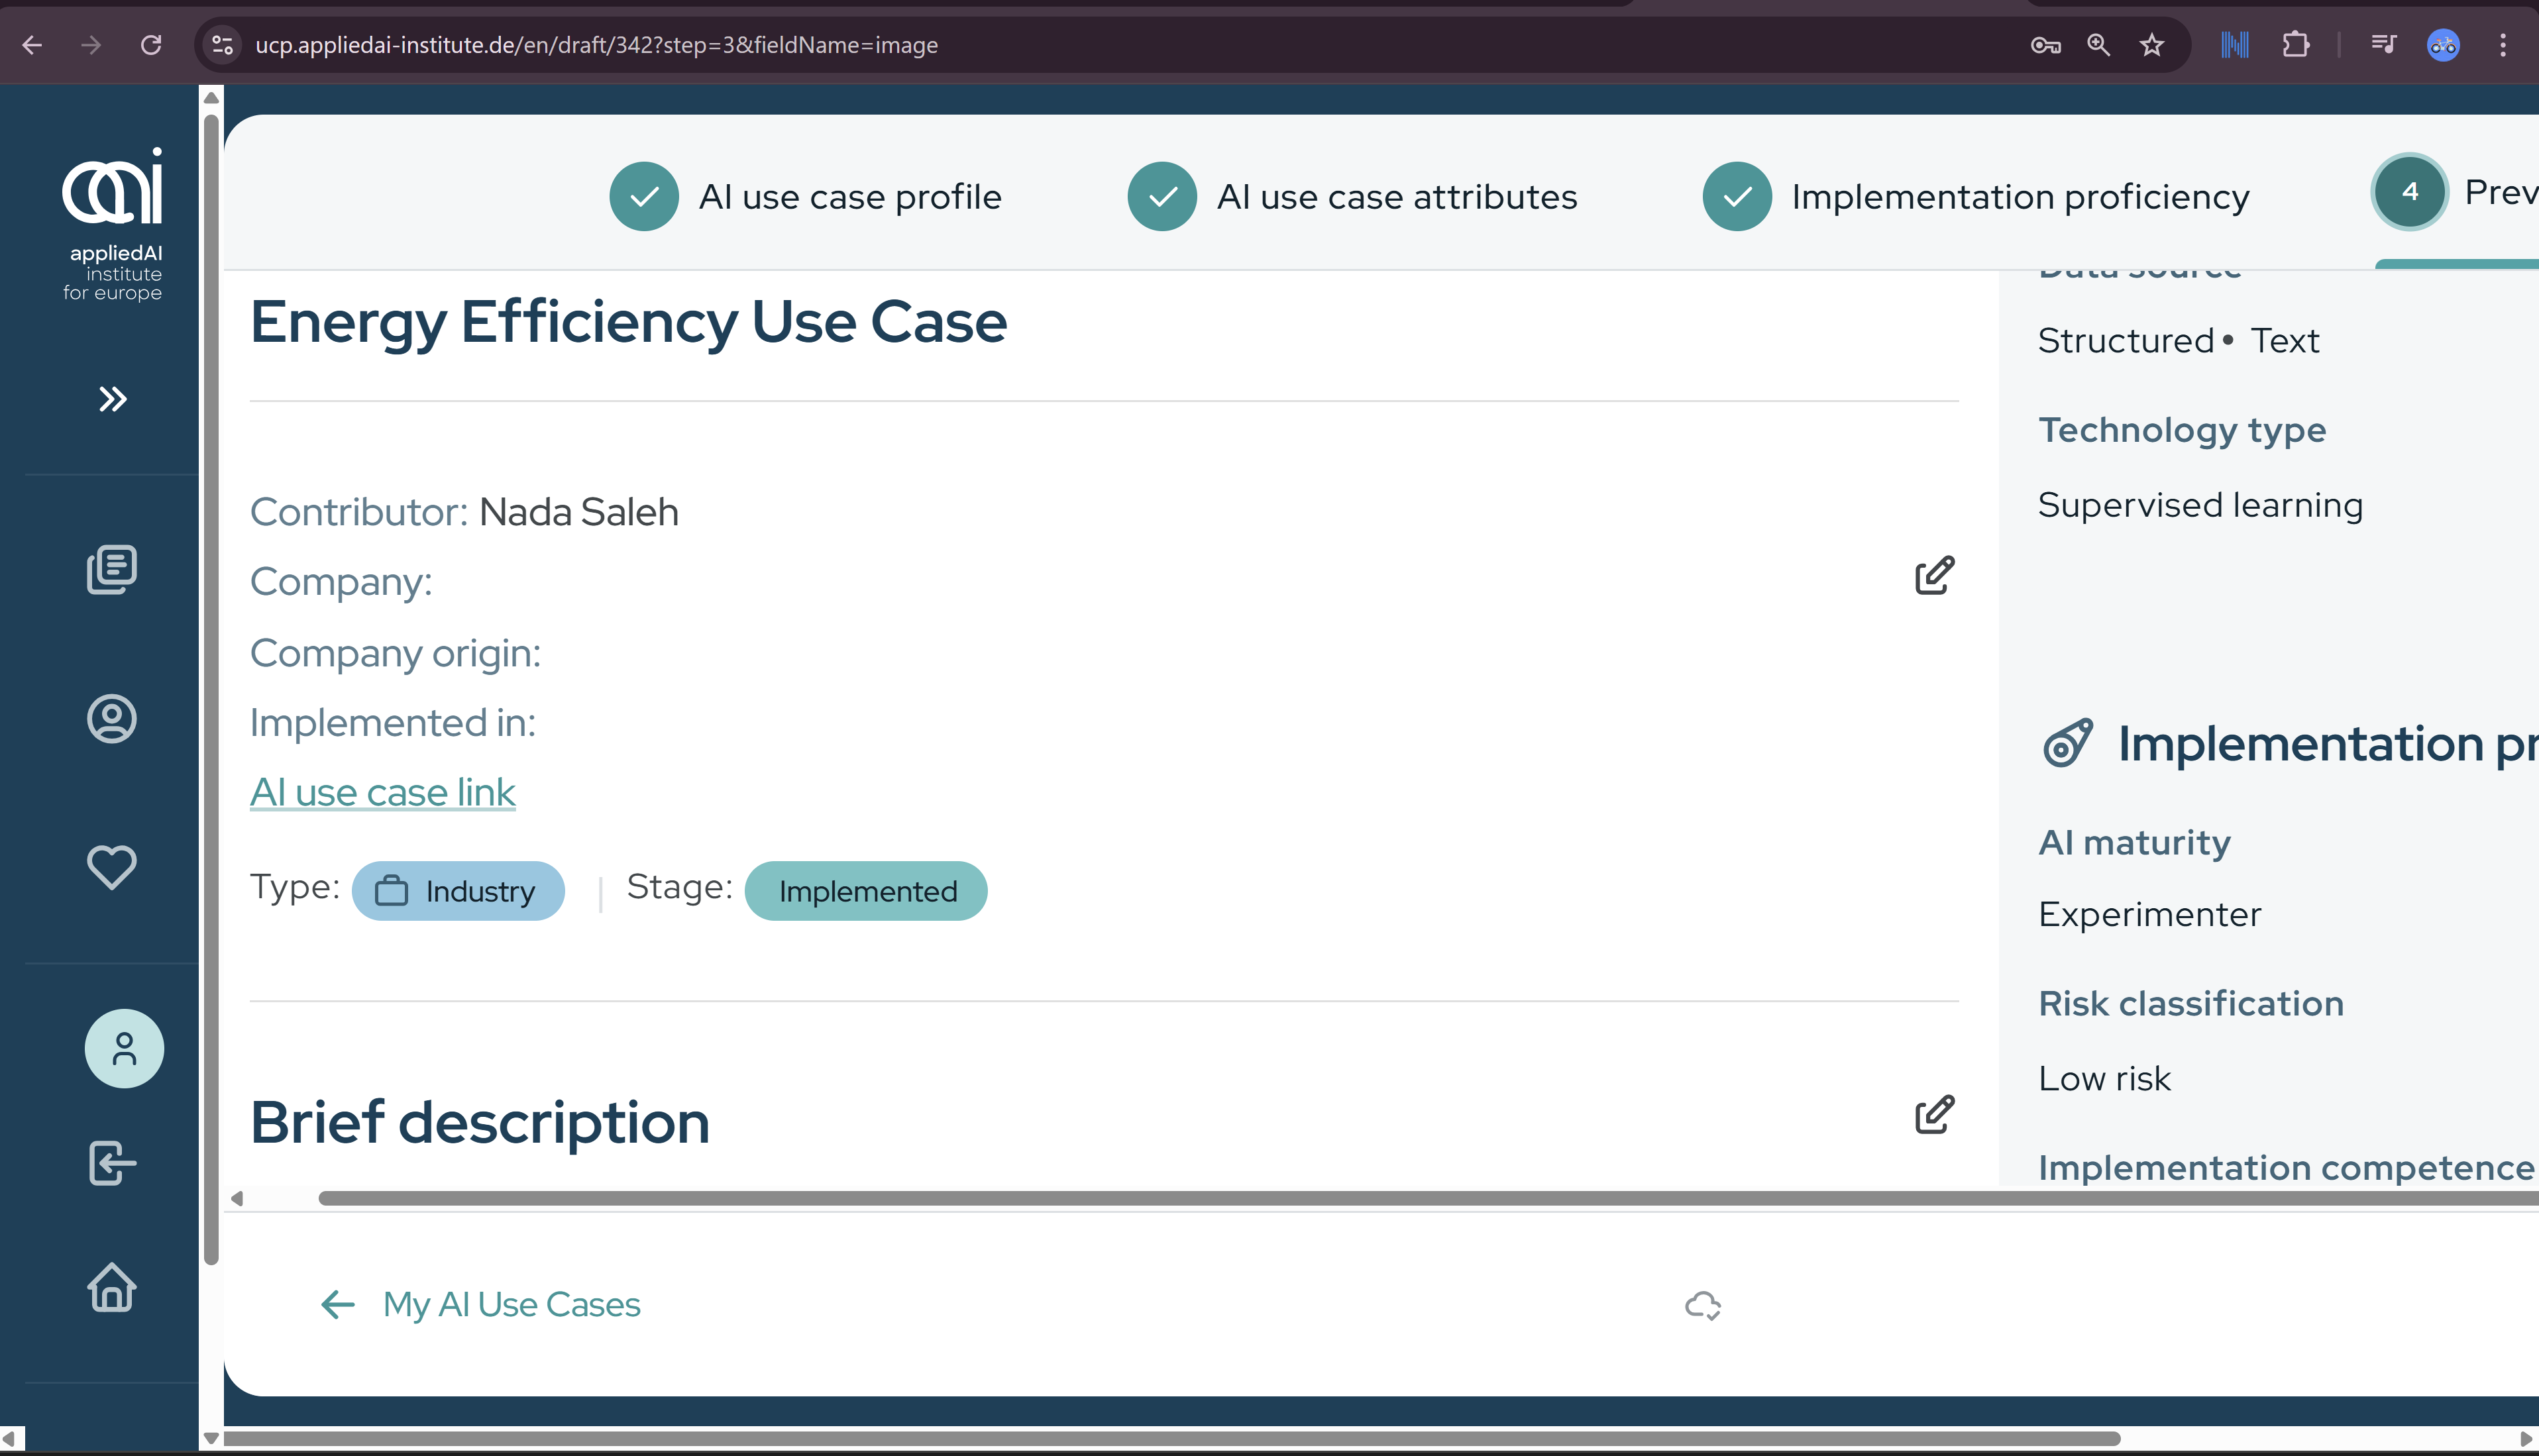 ucp.appliedai-institute.de/en/draft/342?step=3&fieldName=image
aai
appliedAI
institute
for europe
AI use case profile
AI use case attributes
Implementation proficiency
4
Prev
Energy Efficiency Use Case
Contributor: Nada Saleh
Company:
Company origin:
Implemented in:
AI use case link
Type: Industry | Stage: Implemented
Brief description
Data source
Structured • Text
Technology type
Supervised learning
Implementation pr
AI maturity
Experimenter
Risk classification
Low risk
Implementation competence
My AI Use Cases